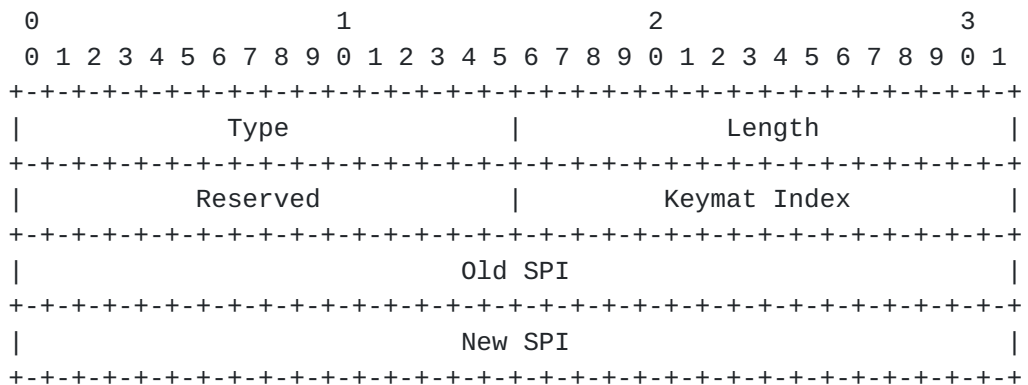 0                   1                   2                   3
0 1 2 3 4 5 6 7 8 9 0 1 2 3 4 5 6 7 8 9 0 1 2 3 4 5 6 7 8 9 0 1
+-+-+-+-+-+-+-+-+-+-+-+-+-+-+-+-+-+-+-+-+-+-+-+-+-+-+-+-+-+-+-+-+
|             Type              |             Length            |
+-+-+-+-+-+-+-+-+-+-+-+-+-+-+-+-+-+-+-+-+-+-+-+-+-+-+-+-+-+-+-+-+
|           Reserved            |         Keymat Index          |
+-+-+-+-+-+-+-+-+-+-+-+-+-+-+-+-+-+-+-+-+-+-+-+-+-+-+-+-+-+-+-+-+
|                            Old SPI                            |
+-+-+-+-+-+-+-+-+-+-+-+-+-+-+-+-+-+-+-+-+-+-+-+-+-+-+-+-+-+-+-+-+
|                            New SPI                            |
+-+-+-+-+-+-+-+-+-+-+-+-+-+-+-+-+-+-+-+-+-+-+-+-+-+-+-+-+-+-+-+-+